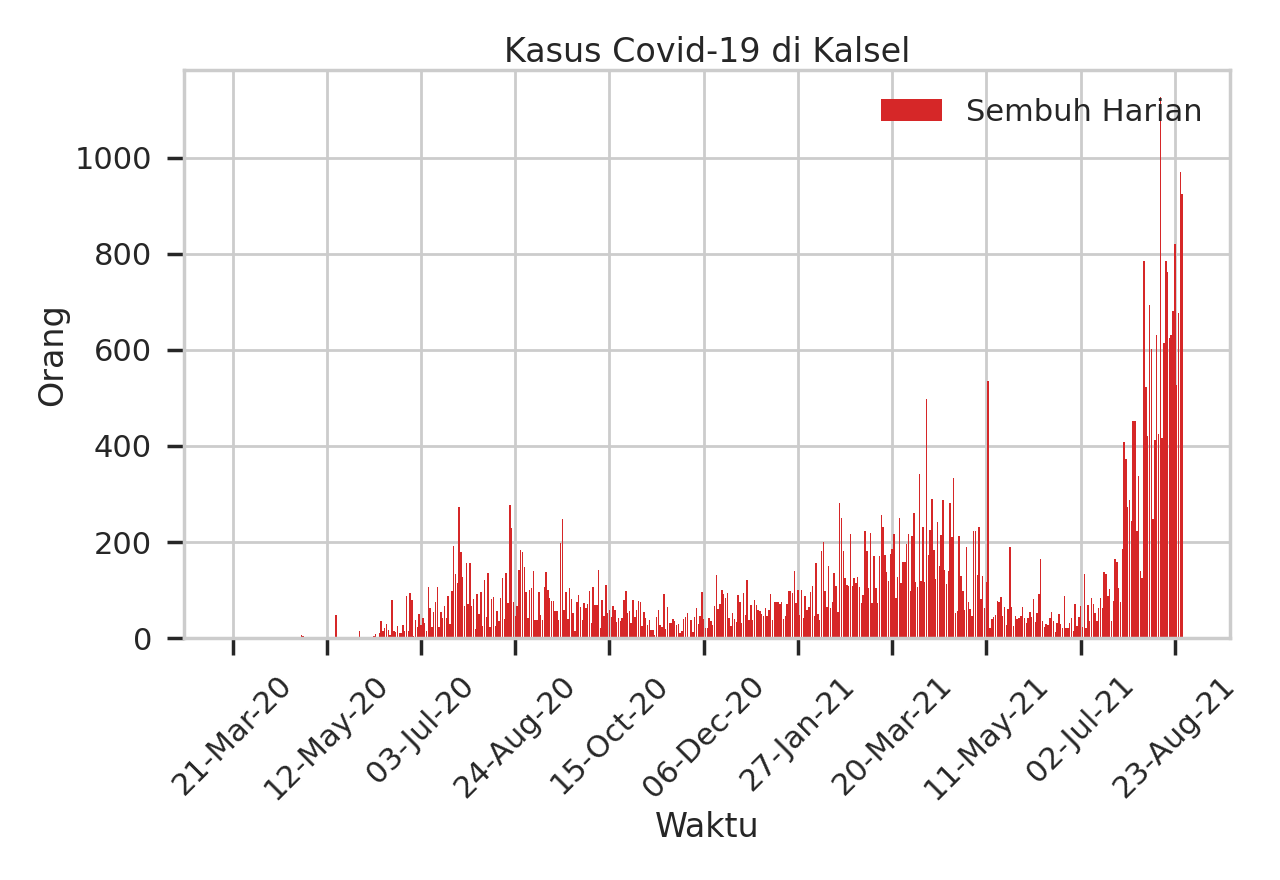 Kasus Covid-19 di Kalsel
Sembuh Harian
Orang
1000
800
600
400
200
0
21-Mar-20
12-May-20
03-Jul-20
24-Aug-20
15-Oct-20
06-Dec-20
27-Jan-21
20-Mar-21
11-May-21
02-Jul-21
23-Aug-21
Waktu